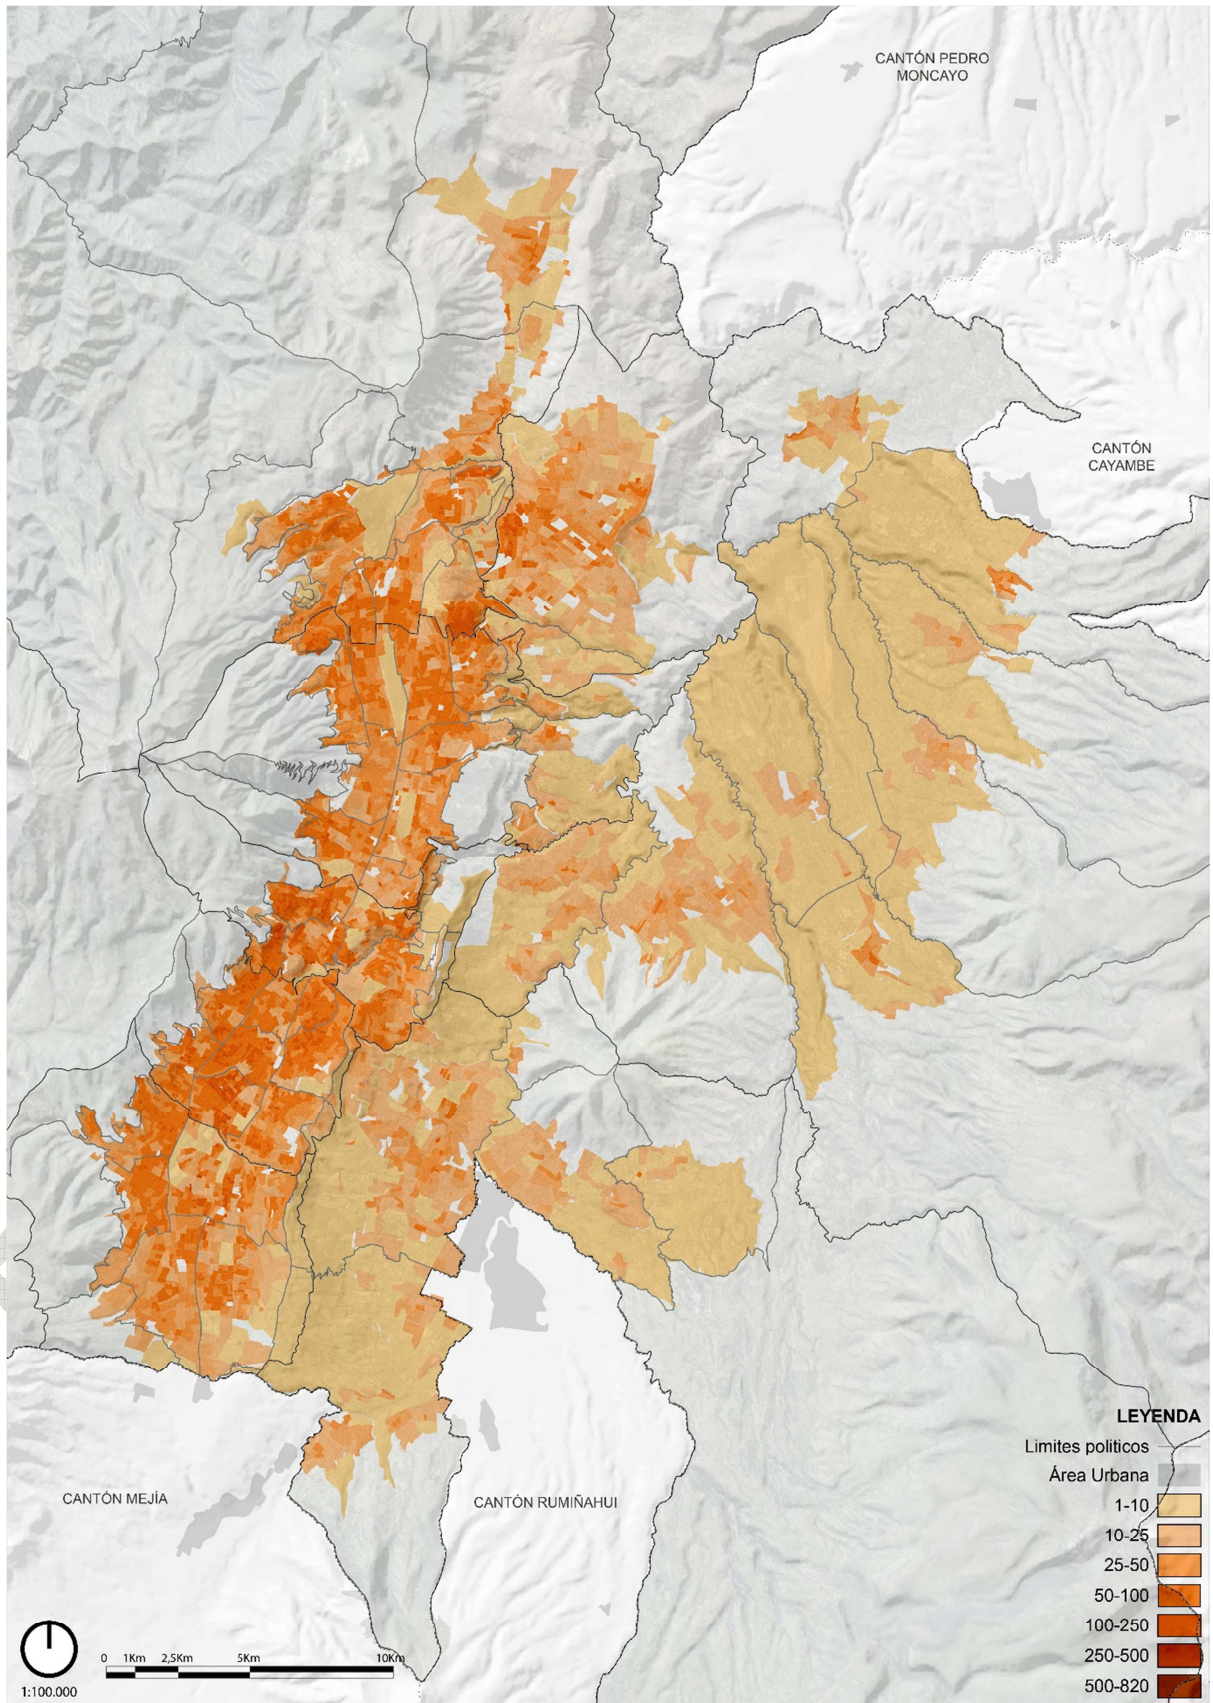 CANTÓN PEDRO
MONCAYO
CANTÓN
CAYAMBE
CANTÓN MEJÍA
CANTÓN RUMIÑAHUI
LEYENDA
Limites politicos
Área Urbana
1-10
10-25
25-50
50-100
100-250
250-500
500-820
0 1Km 2,5Km 5Km 10Km
1:100.000